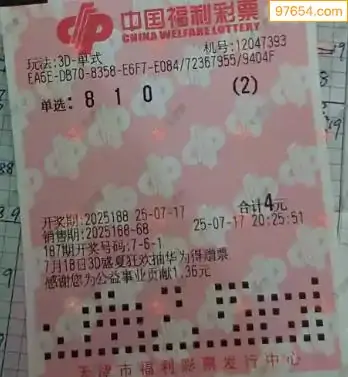 97654.com
中国福利彩票
CHINA WELFARE LOTTERY
玩法:3D-单式
机号:12047393
EA6E-DB70-8358-E6F7-E084/72367955/9404F
单选: 8 1 0 (2)
合计4元
开奖期:2025188 25-07-17
销售期:2025188-68 25-07-17 20:25:51
187期开奖号码:7-6-1
7月18日3D盛夏狂欢抽华为得赠票
感谢您为公益事业贡献1.36元
天津市福利彩票发行中心